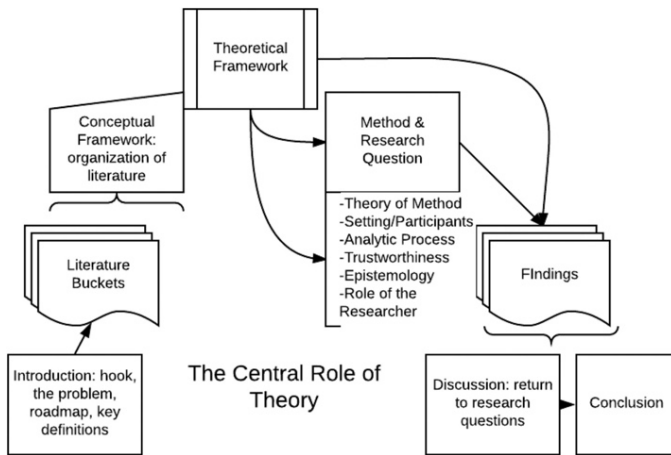 Theoretical
Framework
Conceptual
Framework:
organization of
literature
Method &
Research
Question
-Theory of Method
-Setting/Participants
-Analytic Process
-Trustworthiness
-Epistemology
-Role of the
Researcher
Literature
Buckets
FIndings
Introduction: hook,
the problem,
roadmap, key
definitions
The Central Role of
Theory
Discussion: return
to research
questions
Conclusion